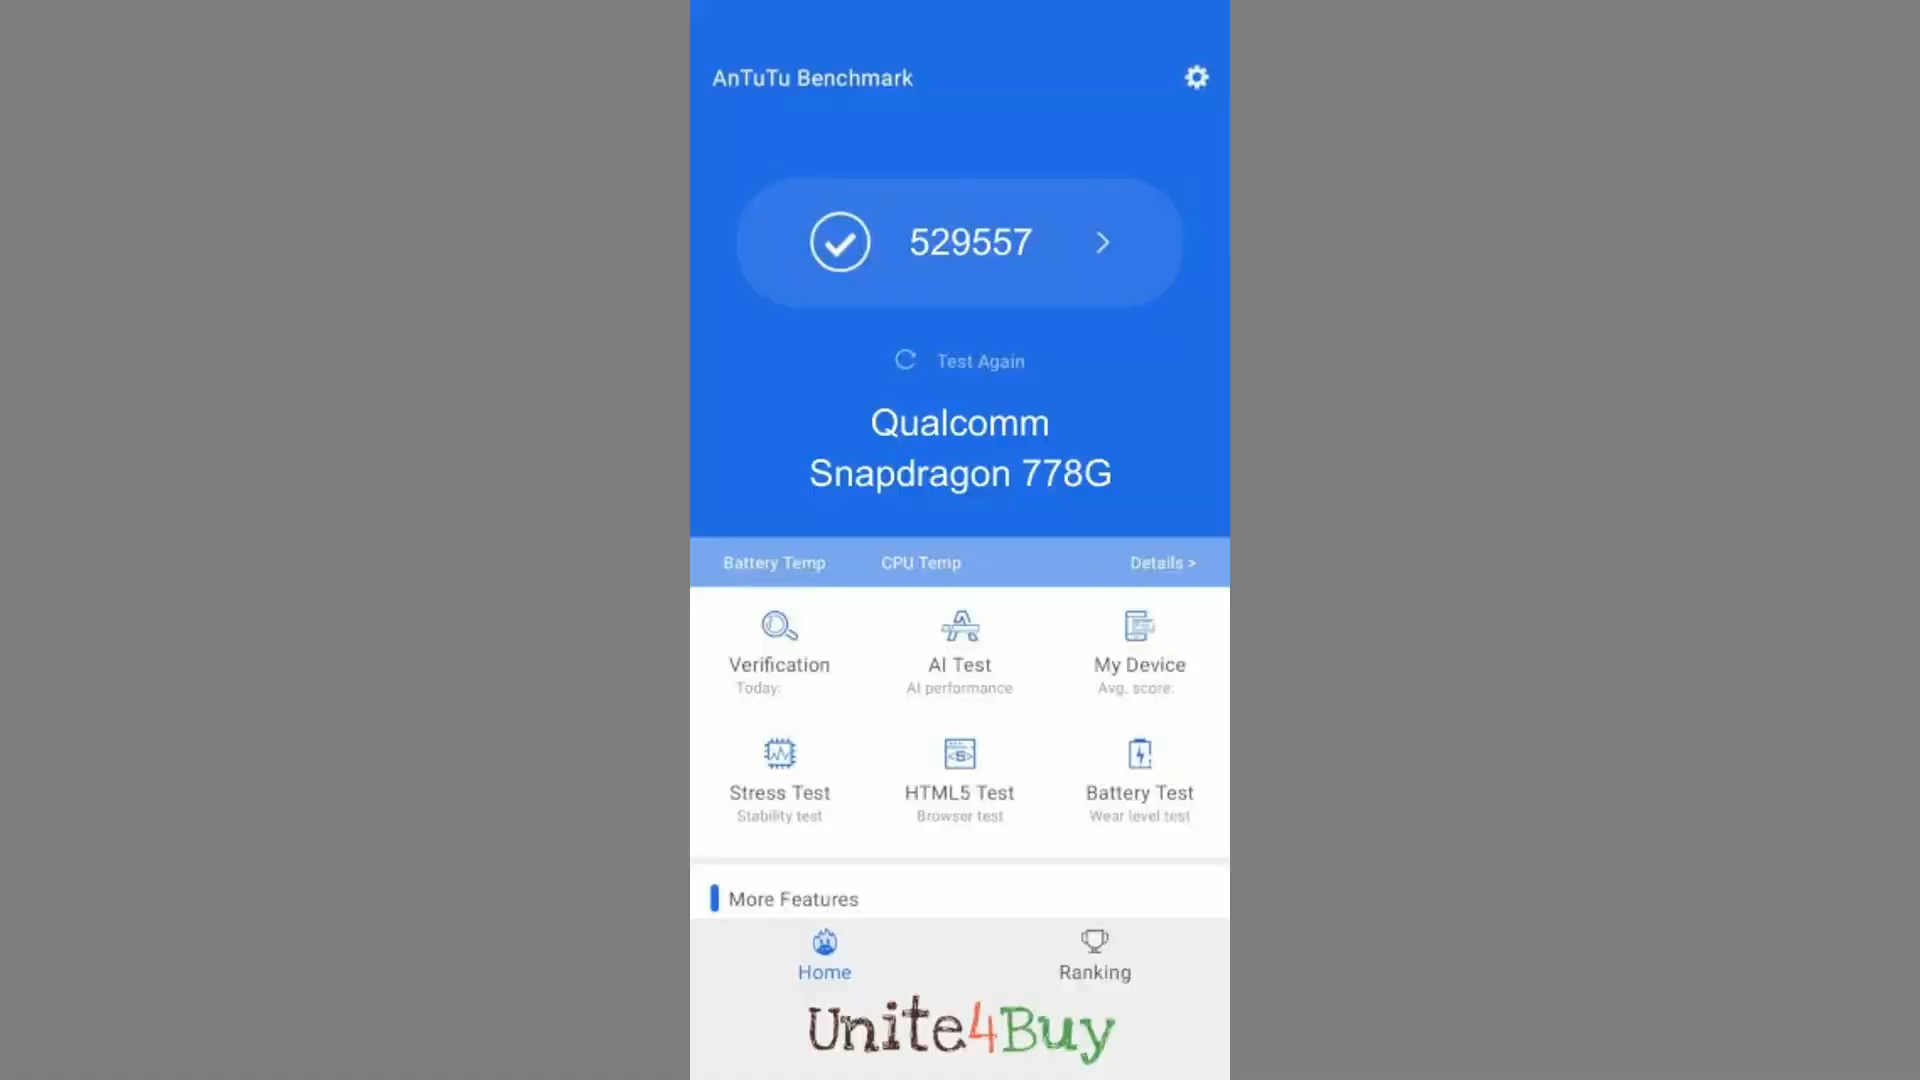 AnTuTu Benchmark
529557
Test Again
Qualcomm
Snapdragon 778G
Battery Temp CPU Temp Details >
Verification AI Test My Device
Today: AI performance Avg. score:
Stress Test HTML5 Test Battery Test
Stability test Browser test Wear level test
More Features
Home Ranking
Unite4Buy